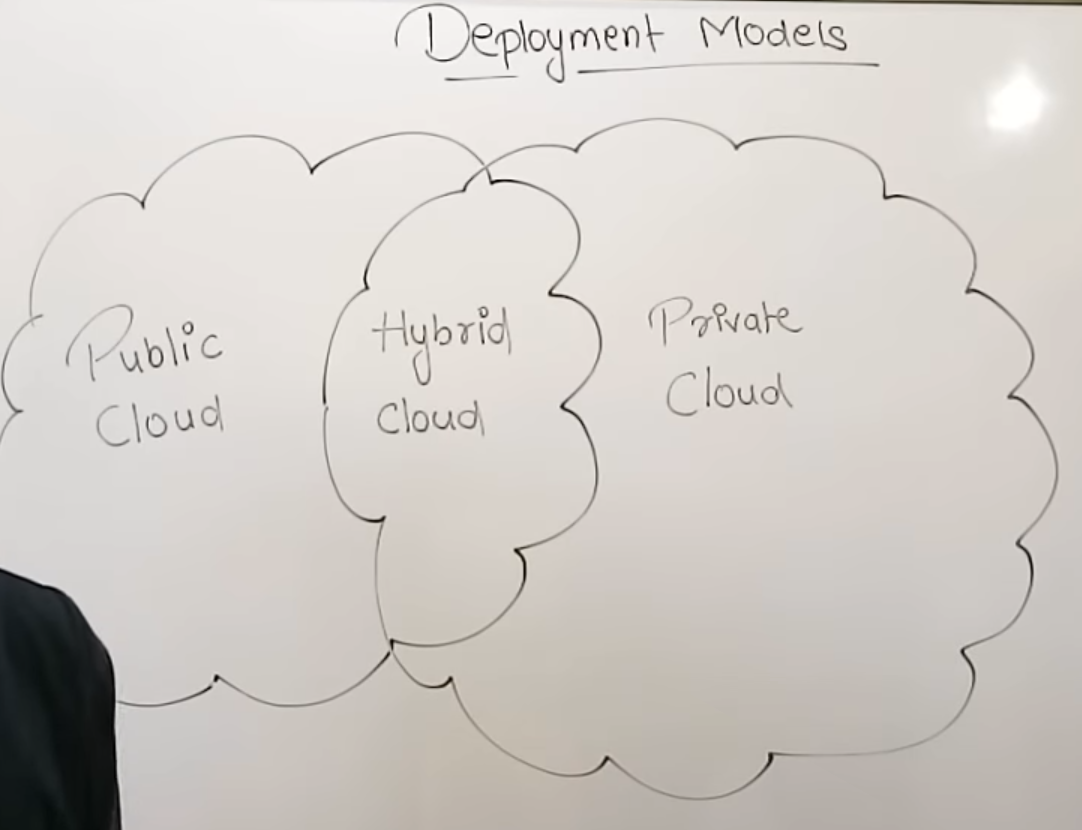 Deployment Models
Public
Cloud
Hybrid
Cloud
Private
Cloud